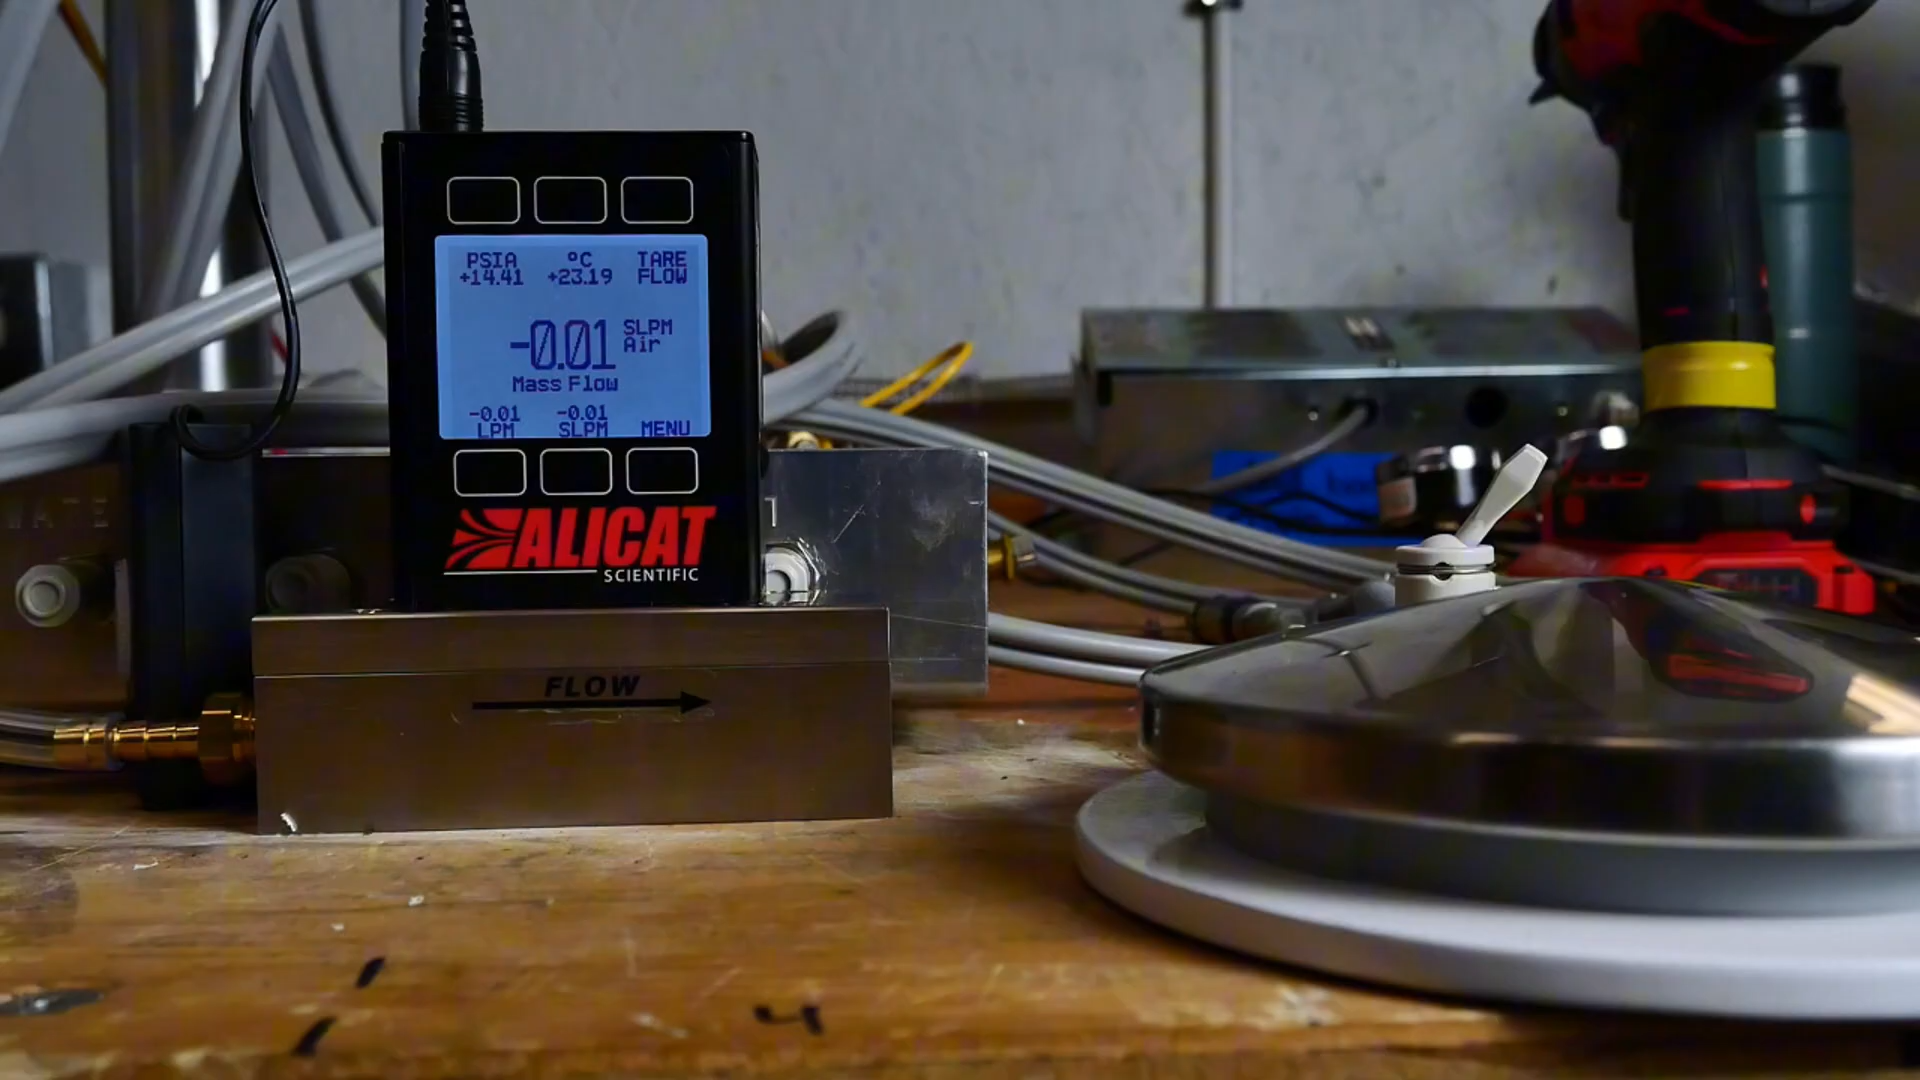 PSIA °C TARE
+14.41 +23.19 FLOW
-0.01 SLPM
Air
Mass Flow
-0.01 -0.01
LPM SLPM MENU
ALICAT
SCIENTIFIC
FLOW
4